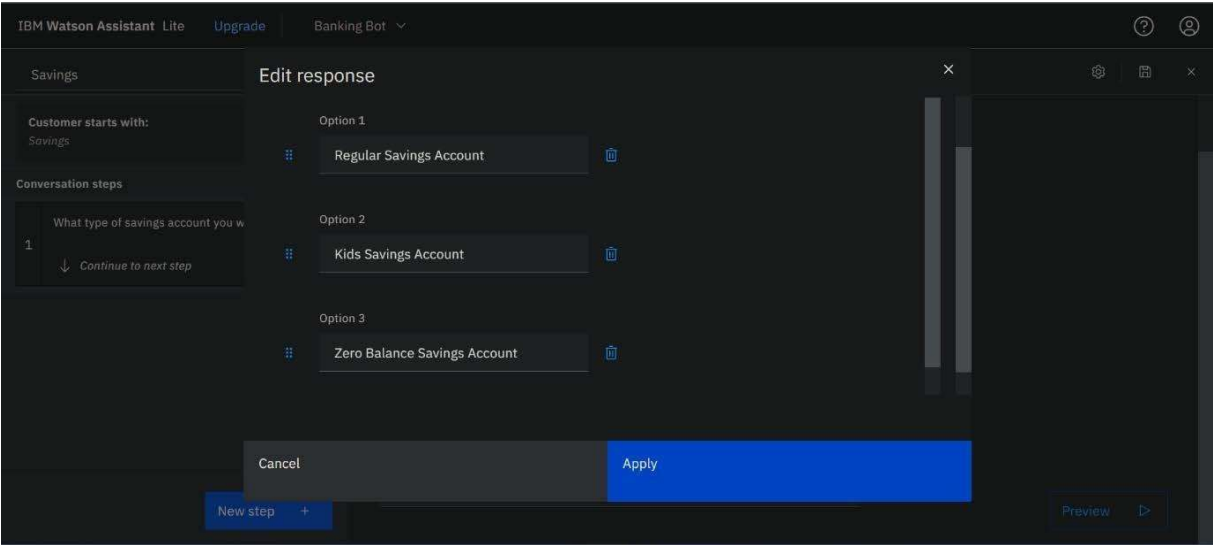 IBM Watson Assistant Lite Upgrade Banking Bot
Savings
Edit response
Customer starts with:
Savings
Option 1
Regular Savings Account
Conversation steps
What type of savings account you w
1
Continue to next step
Option 2
Kids Savings Account
Option 3
Zero Balance Savings Account
Cancel
Apply
New step +
Preview